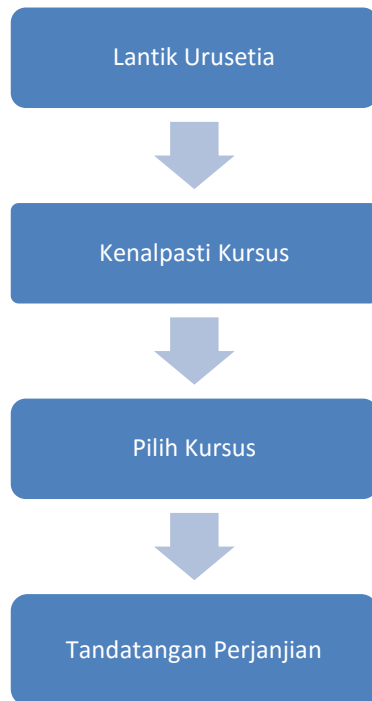 Lantik Urusetia
Kenalpasti Kursus
Pilih Kursus
Tandatangan Perjanjian